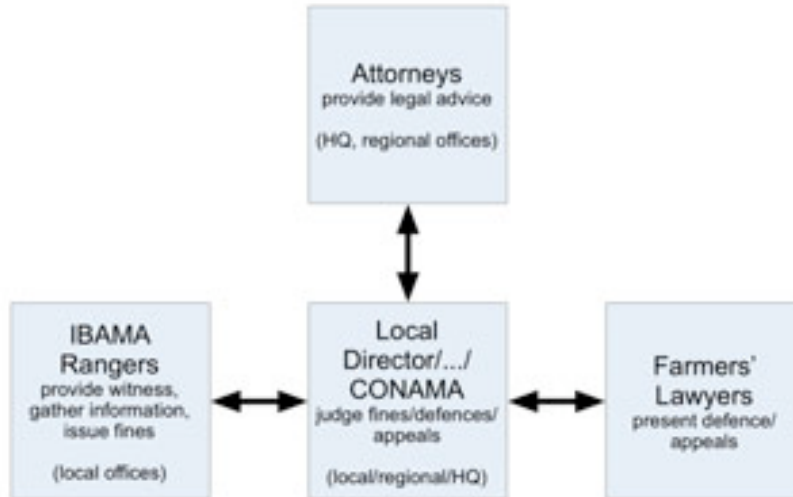 Attorneys
provide legal advice
(HQ, regional offices)
IBAMA
Rangers
provide witness,
gather information,
issue fines
(local offices)
Local
Director/.../
CONAMA
judge fines/defences/
appeals
(local/regional/HQ)
Farmers'
Lawyers
present defence/
appeals